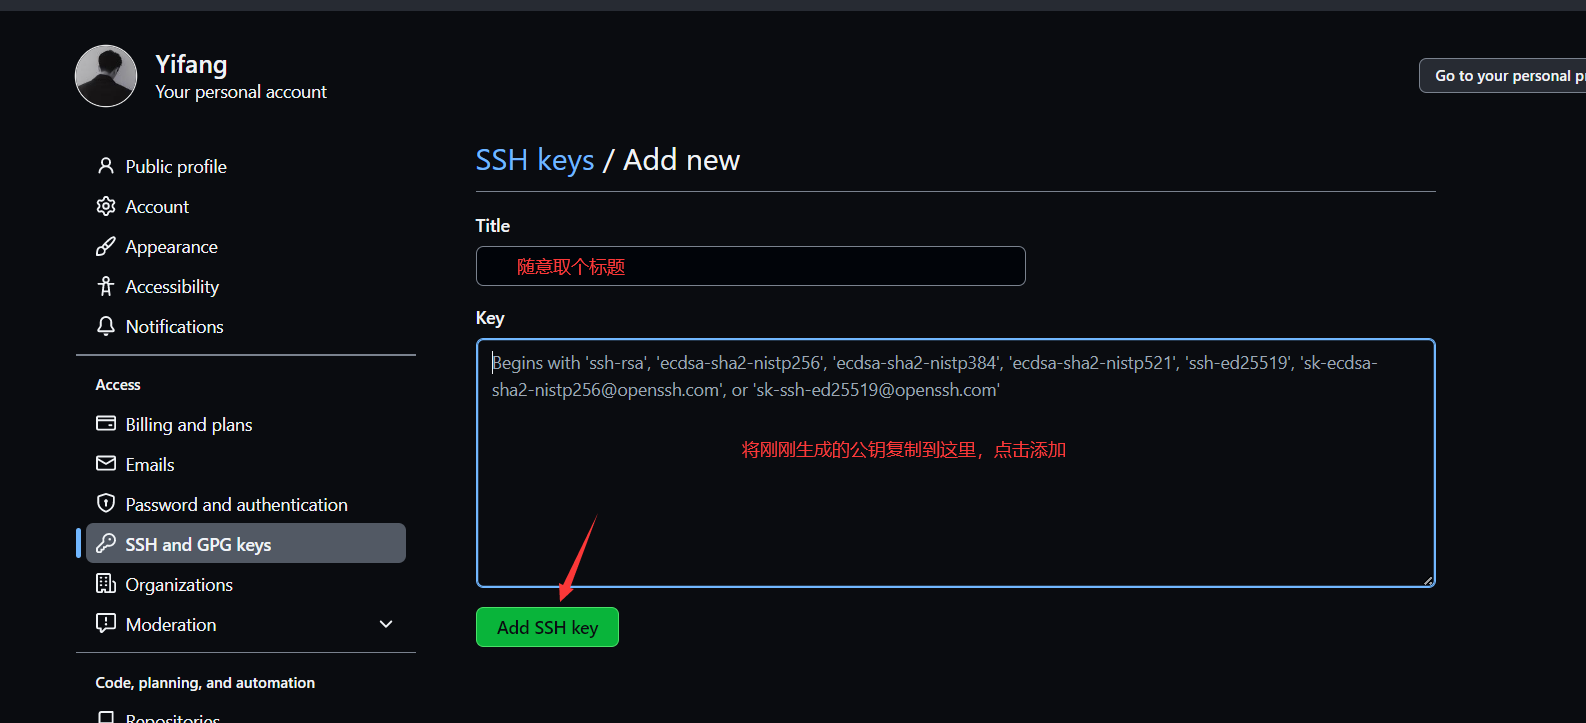 Yifang
Your personal account
Go to your personal
Public profile
Account
Appearance
Accessibility
Notifications
Access
Billing and plans
Emails
Password and authentication
SSH and GPG keys
Organizations
Moderation
Code, planning, and automation
Repositories
SSH keys / Add new
Title
随意取个标题
Key
Begins with 'ssh-rsa', 'ecdsa-sha2-nistp256', 'ecdsa-sha2-nistp384', 'ecdsa-sha2-nistp521', 'ssh-ed25519', 'sk-ecdsa-
sha2-nistp256@openssh.com', or 'sk-ssh-ed25519@openssh.com'
将刚刚生成的公钥复制到这里，点击添加
Add SSH key